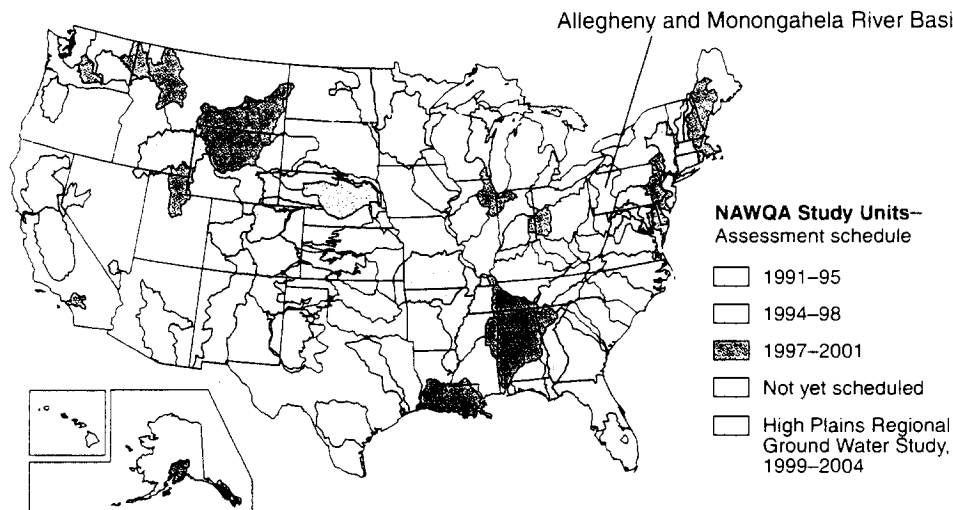 Allegheny and Monongahela River Basi
NAWQA Study Units–
Assessment schedule
1991–95
1994–98
1997–2001
Not yet scheduled
High Plains Regional
Ground Water Study,
1999–2004